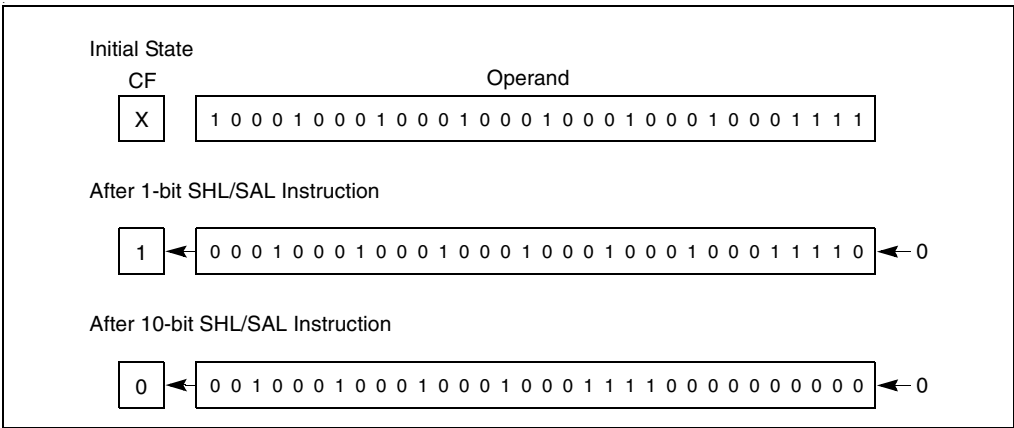 Initial State
CF Operand
X 1 0 0 0 1 0 0 0 1 0 0 0 1 0 0 0 1 0 0 0 1 0 0 0 1 0 0 0 1 1 1 1
After 1-bit SHL/SAL Instruction
1 0 0 0 1 0 0 0 1 0 0 0 1 0 0 0 1 0 0 0 1 0 0 0 1 0 0 0 1 1 1 1 0 0
After 10-bit SHL/SAL Instruction
0 0 0 1 0 0 0 1 0 0 0 1 0 0 0 1 0 0 0 1 1 1 1 0 0 0 0 0 0 0 0 0 0 0